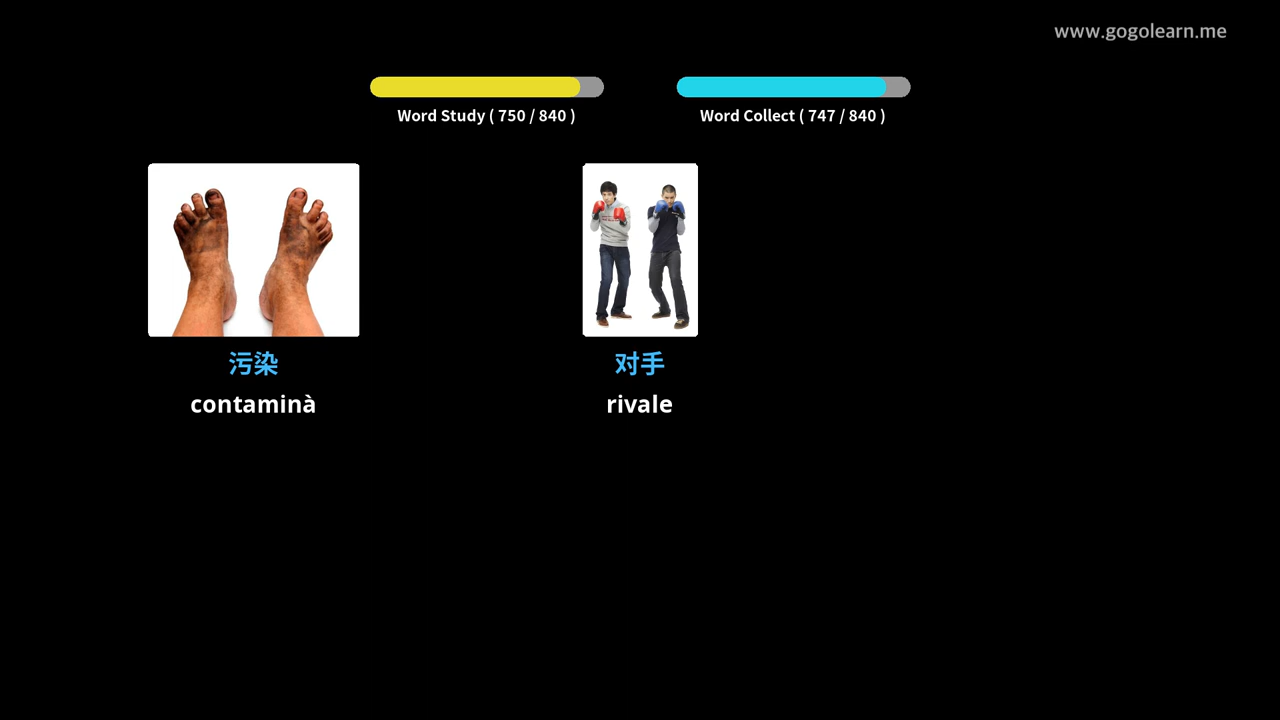 www.gogolearn.me
Word Study ( 750 / 840 )
Word Collect ( 747 / 840 )
污染
contaminà
对手
rivale